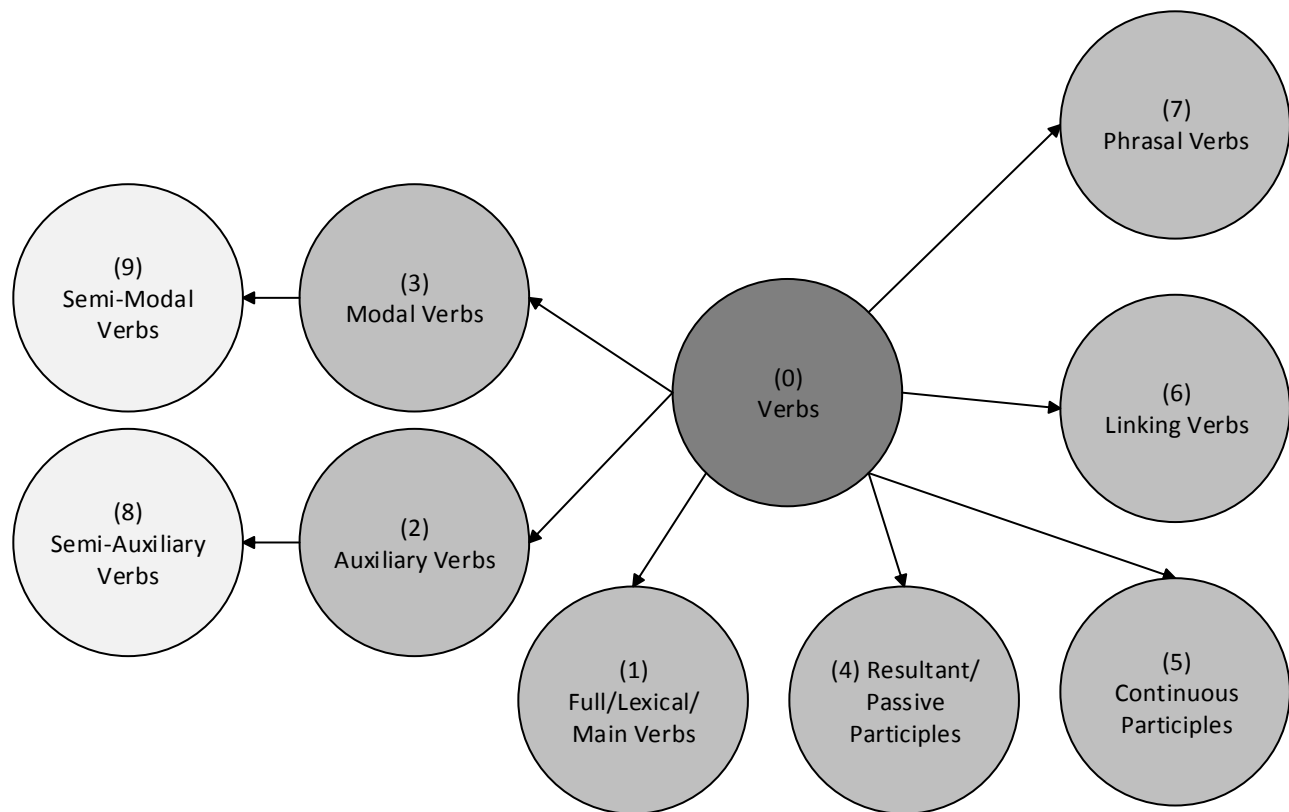 (7)
Phrasal Verbs
(9)
Semi-Modal
Verbs
(3)
Modal Verbs
(0)
Verbs
(6)
Linking Verbs
(8)
Semi-Auxiliary
Verbs
(2)
Auxiliary Verbs
(1)
Full/Lexical/
Main Verbs
(4) Resultant/
Passive
Participles
(5)
Continuous
Participles